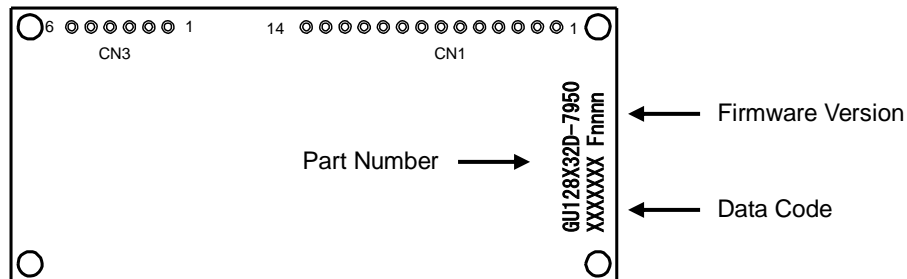 6 1 14 1
CN3 CN1
GU128X32D-7950
XXXXXXX Fnnnn
Firmware Version
Part Number
Data Code